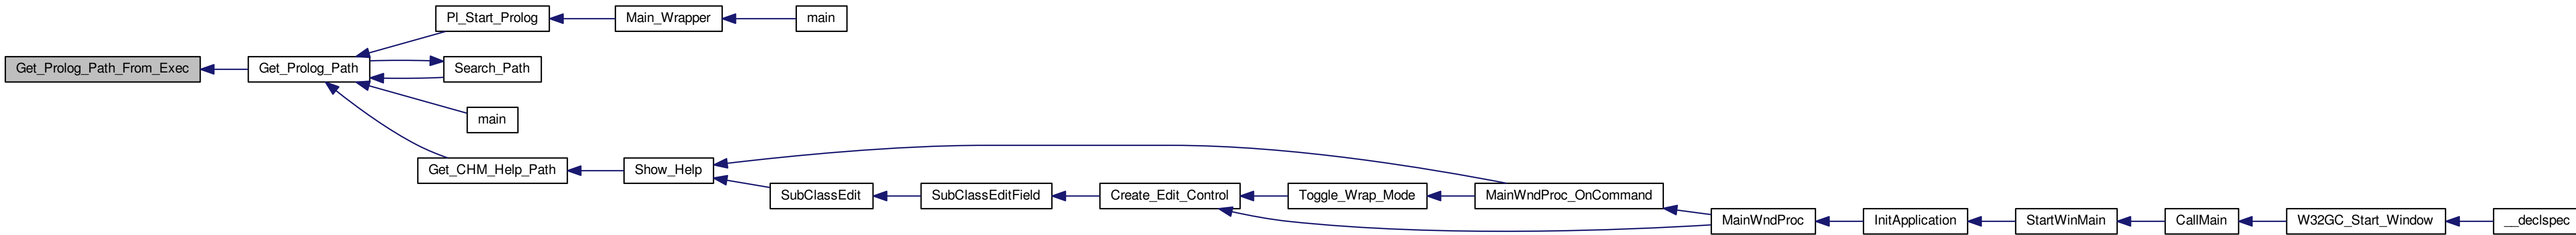 Pl_Start_Prolog
Main_Wrapper
main
Get_Prolog_Path_From_Exec
Get_Prolog_Path
Search_Path
main
Get_CHM_Help_Path
Show_Help
SubClassEdit
SubClassEditField
Create_Edit_Control
Toggle_Wrap_Mode
MainWndProc_OnCommand
MainWndProc
InitApplication
StartWinMain
CallMain
W32GC_Start_Window
__declspec